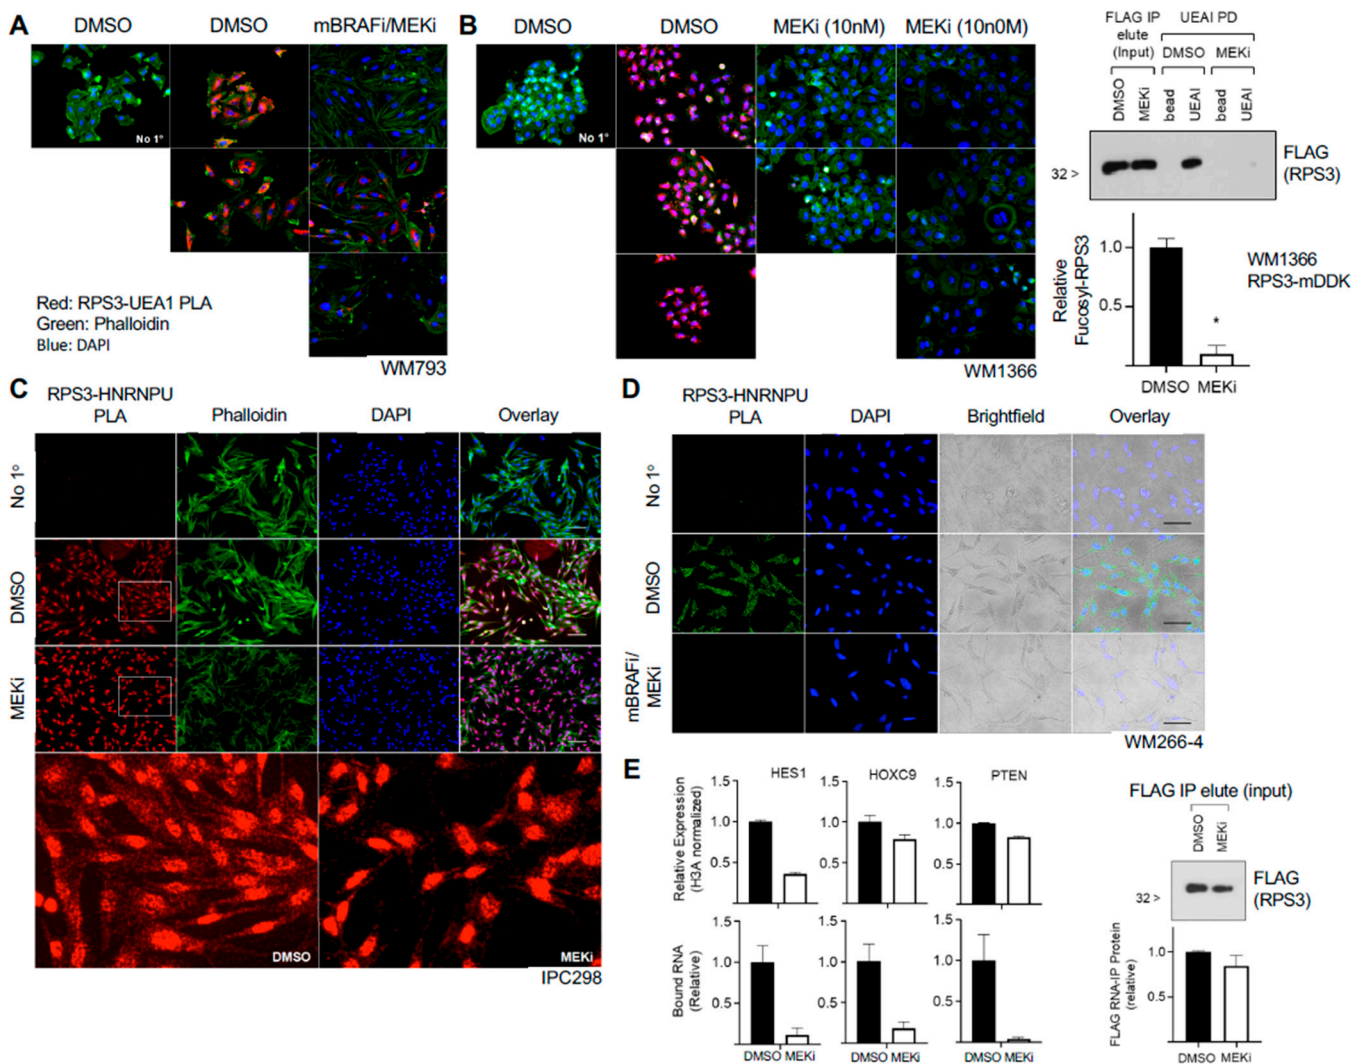 A
DMSO
DMSO
mBRAFi/MEKi
No 1°
Red: RPS3-UEA1 PLA
Green: Phalloidin
Blue: DAPI
WM793
B
DMSO
DMSO
MEKi (10nM)
MEKi (10n0M)
No 1°
WM1366
FLAG IP
elute
(Input)
UEAI PD
DMSO
MEKi
DMSO
MEKi
bead
UEAI
bead
UEAI
32 >
FLAG
(RPS3)
Relative
Fucosyl-RPS3
1.0
0.5
*
DMSO
MEKi
WM1366
RPS3-mDDK
C
RPS3-HNRNPU
PLA
Phalloidin
DAPI
Overlay
No 1°
DMSO
MEKi
DMSO
MEKi
IPC298
D
RPS3-HNRNPU
PLA
DAPI
Brightfield
Overlay
No 1°
DMSO
mBRAFi/
MEKi
WM266-4
E
HES1
HOXC9
PTEN
Relative Expression
(H3A normalized)
1.5
1.0
0.5
1.5
1.0
0.5
1.5
1.0
0.5
Bound RNA
(Relative)
1.5
1.0
0.5
1.5
1.0
0.5
1.5
1.0
0.5
DMSO MEKi
DMSO MEKi
DMSO MEKi
FLAG IP elute (input)
DMSO
MEKi
32 >
FLAG
(RPS3)
FLAG RNA-IP Protein
(relative)
1.0
0.5
DMSO
MEKi